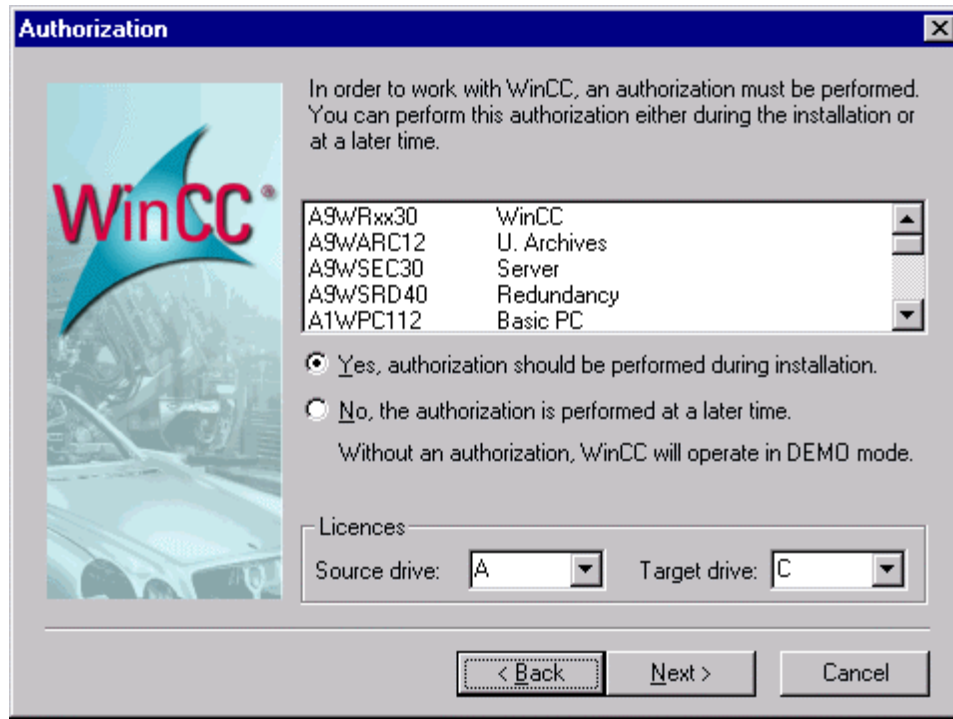 Authorization
In order to work with WinCC, an authorization must be performed.
You can perform this authorization either during the installation or
at a later time.
WinCC®
A9WRxx30 WinCC
A9WARC12 U. Archives
A9WSEC30 Server
A9WSRD40 Redundancy
A1WPC112 Basic PC
Yes, authorization should be performed during installation.
No, the authorization is performed at a later time.
Without an authorization, WinCC will operate in DEMO mode.
Licences
Source drive: A Target drive: C
< Back Next > Cancel